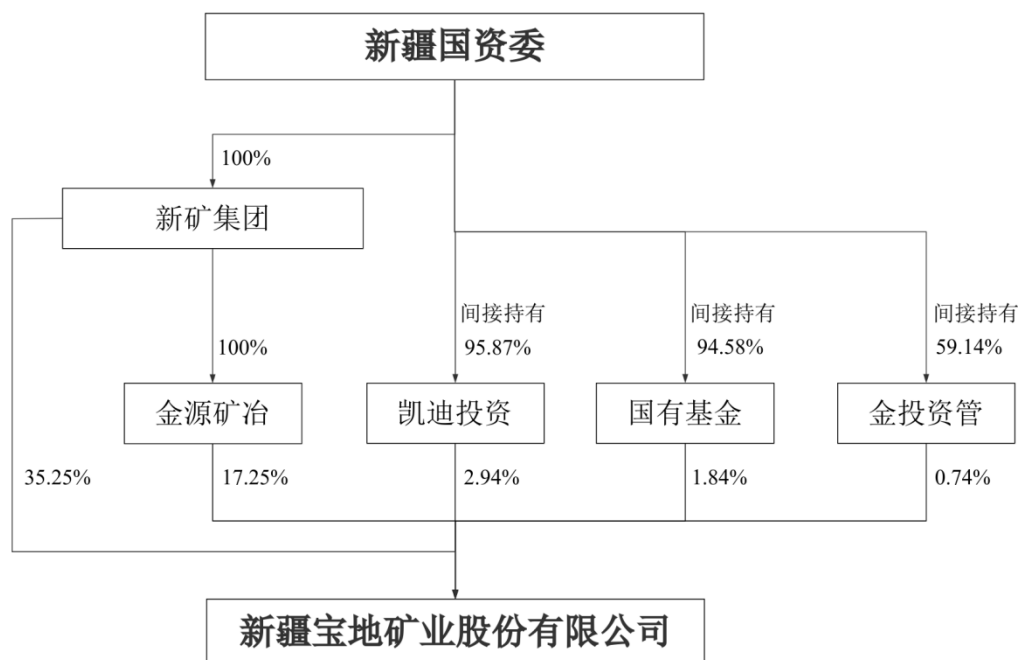 新疆国资委
100%
新矿集团
间接持有
间接持有
间接持有
100%
95.87%
94.58%
59.14%
金源矿冶
凯迪投资
国有基金
金投资管
35.25%
17.25%
2.94%
1.84%
0.74%
新疆宝地矿业股份有限公司